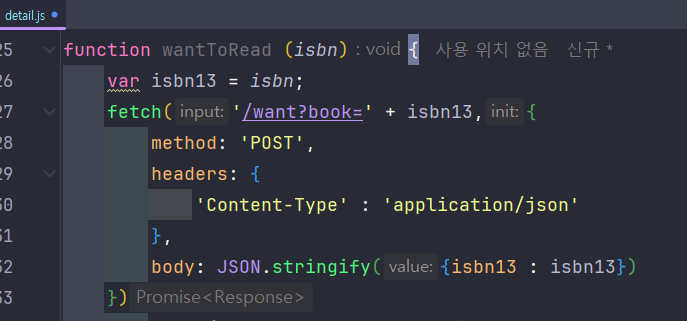 detail.js
25 function wantToRead (isbn) : void { 사용 위치 없음 신규 *
26 var isbn13 = isbn;
27 fetch( input: '/want?book=' + isbn13, init: {
28 method: 'POST',
29 headers: {
30 'Content-Type' : 'application/json'
31 },
32 body: JSON.stringify( value: {isbn13 : isbn13})
33 }) Promise<Response>